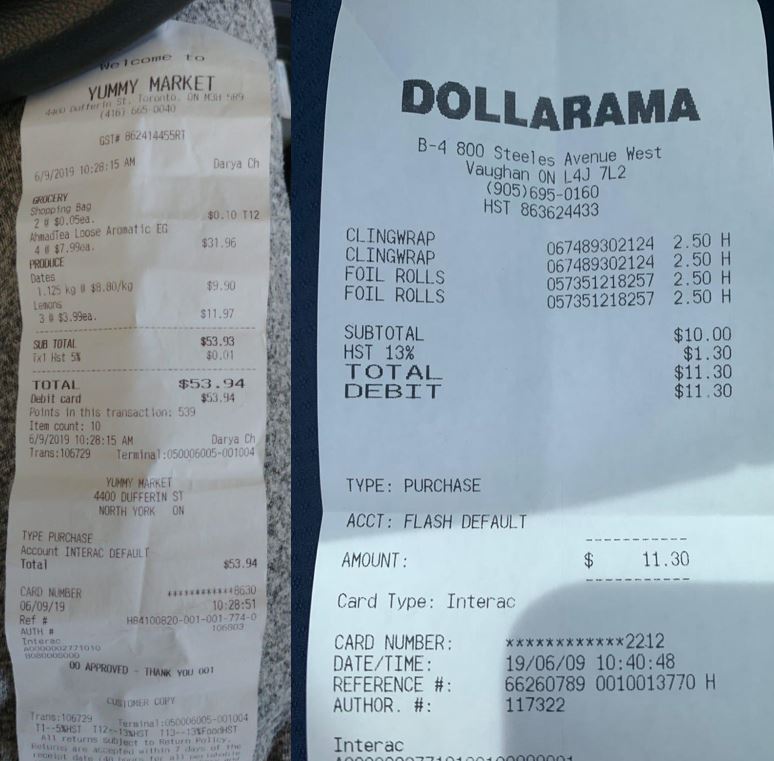 Welcome to
YUMMY MARKET
4400 Dufferin St, Toronto, ON M3H 5R9
(416) 665-0040
GST# 862414455RT
6/9/2019 10:28:15 AM Darya Ch
GROCERY
Shopping Bag
2 @ $0.05ea. $0.10 T12
AhmadTea Loose Aromatic EG
4 @ $7.99ea. $31.96
PRODUCE
Dates
1.125 kg @ $8.80/kg $9.90
Lemons
3 @ $3.99ea. $11.97
SUB TOTAL $53.93
Tx1 Hst 5% $0.01
TOTAL $53.94
Debit card $53.94
Points in this transaction: 539
Item count: 10
6/9/2019 10:28:15 AM Darya Ch
Trans:106729 Terminal:050006005-001004
YUMMY MARKET
4400 DUFFERIN ST
NORTH YORK ON
TYPE PURCHASE
Account INTERAC DEFAULT
Total $53.94
CARD NUMBER ************8630
06/09/19 10:28:51
Ref # H84100820-001-001-774-0
AUTH # 106803
Interac
A0000002771010
8080008000
00 APPROVED - THANK YOU 001
CUSTOMER COPY
Trans:106729 Terminal:050006005-001004
T1--5%HST T12--13%HST T13--13%FoodHST
All returns subject to Return Policy.
Returns are accepted within 7 days of the
receipt date (48 hours for all perishable
DOLLARAMA
B-4 800 Steeles Avenue West
Vaughan ON L4J 7L2
(905)695-0160
HST 863624433
CLINGWRAP 067489302124 2.50 H
CLINGWRAP 067489302124 2.50 H
FOIL ROLLS 057351218257 2.50 H
FOIL ROLLS 057351218257 2.50 H
SUBTOTAL $10.00
HST 13% $1.30
TOTAL $11.30
DEBIT $11.30
TYPE: PURCHASE
ACCT: FLASH DEFAULT
AMOUNT: $ 11.30
Card Type: Interac
CARD NUMBER: ************2212
DATE/TIME: 19/06/09 10:40:48
REFERENCE #: 66260789 0010013770 H
AUTHOR. #: 117322
Interac